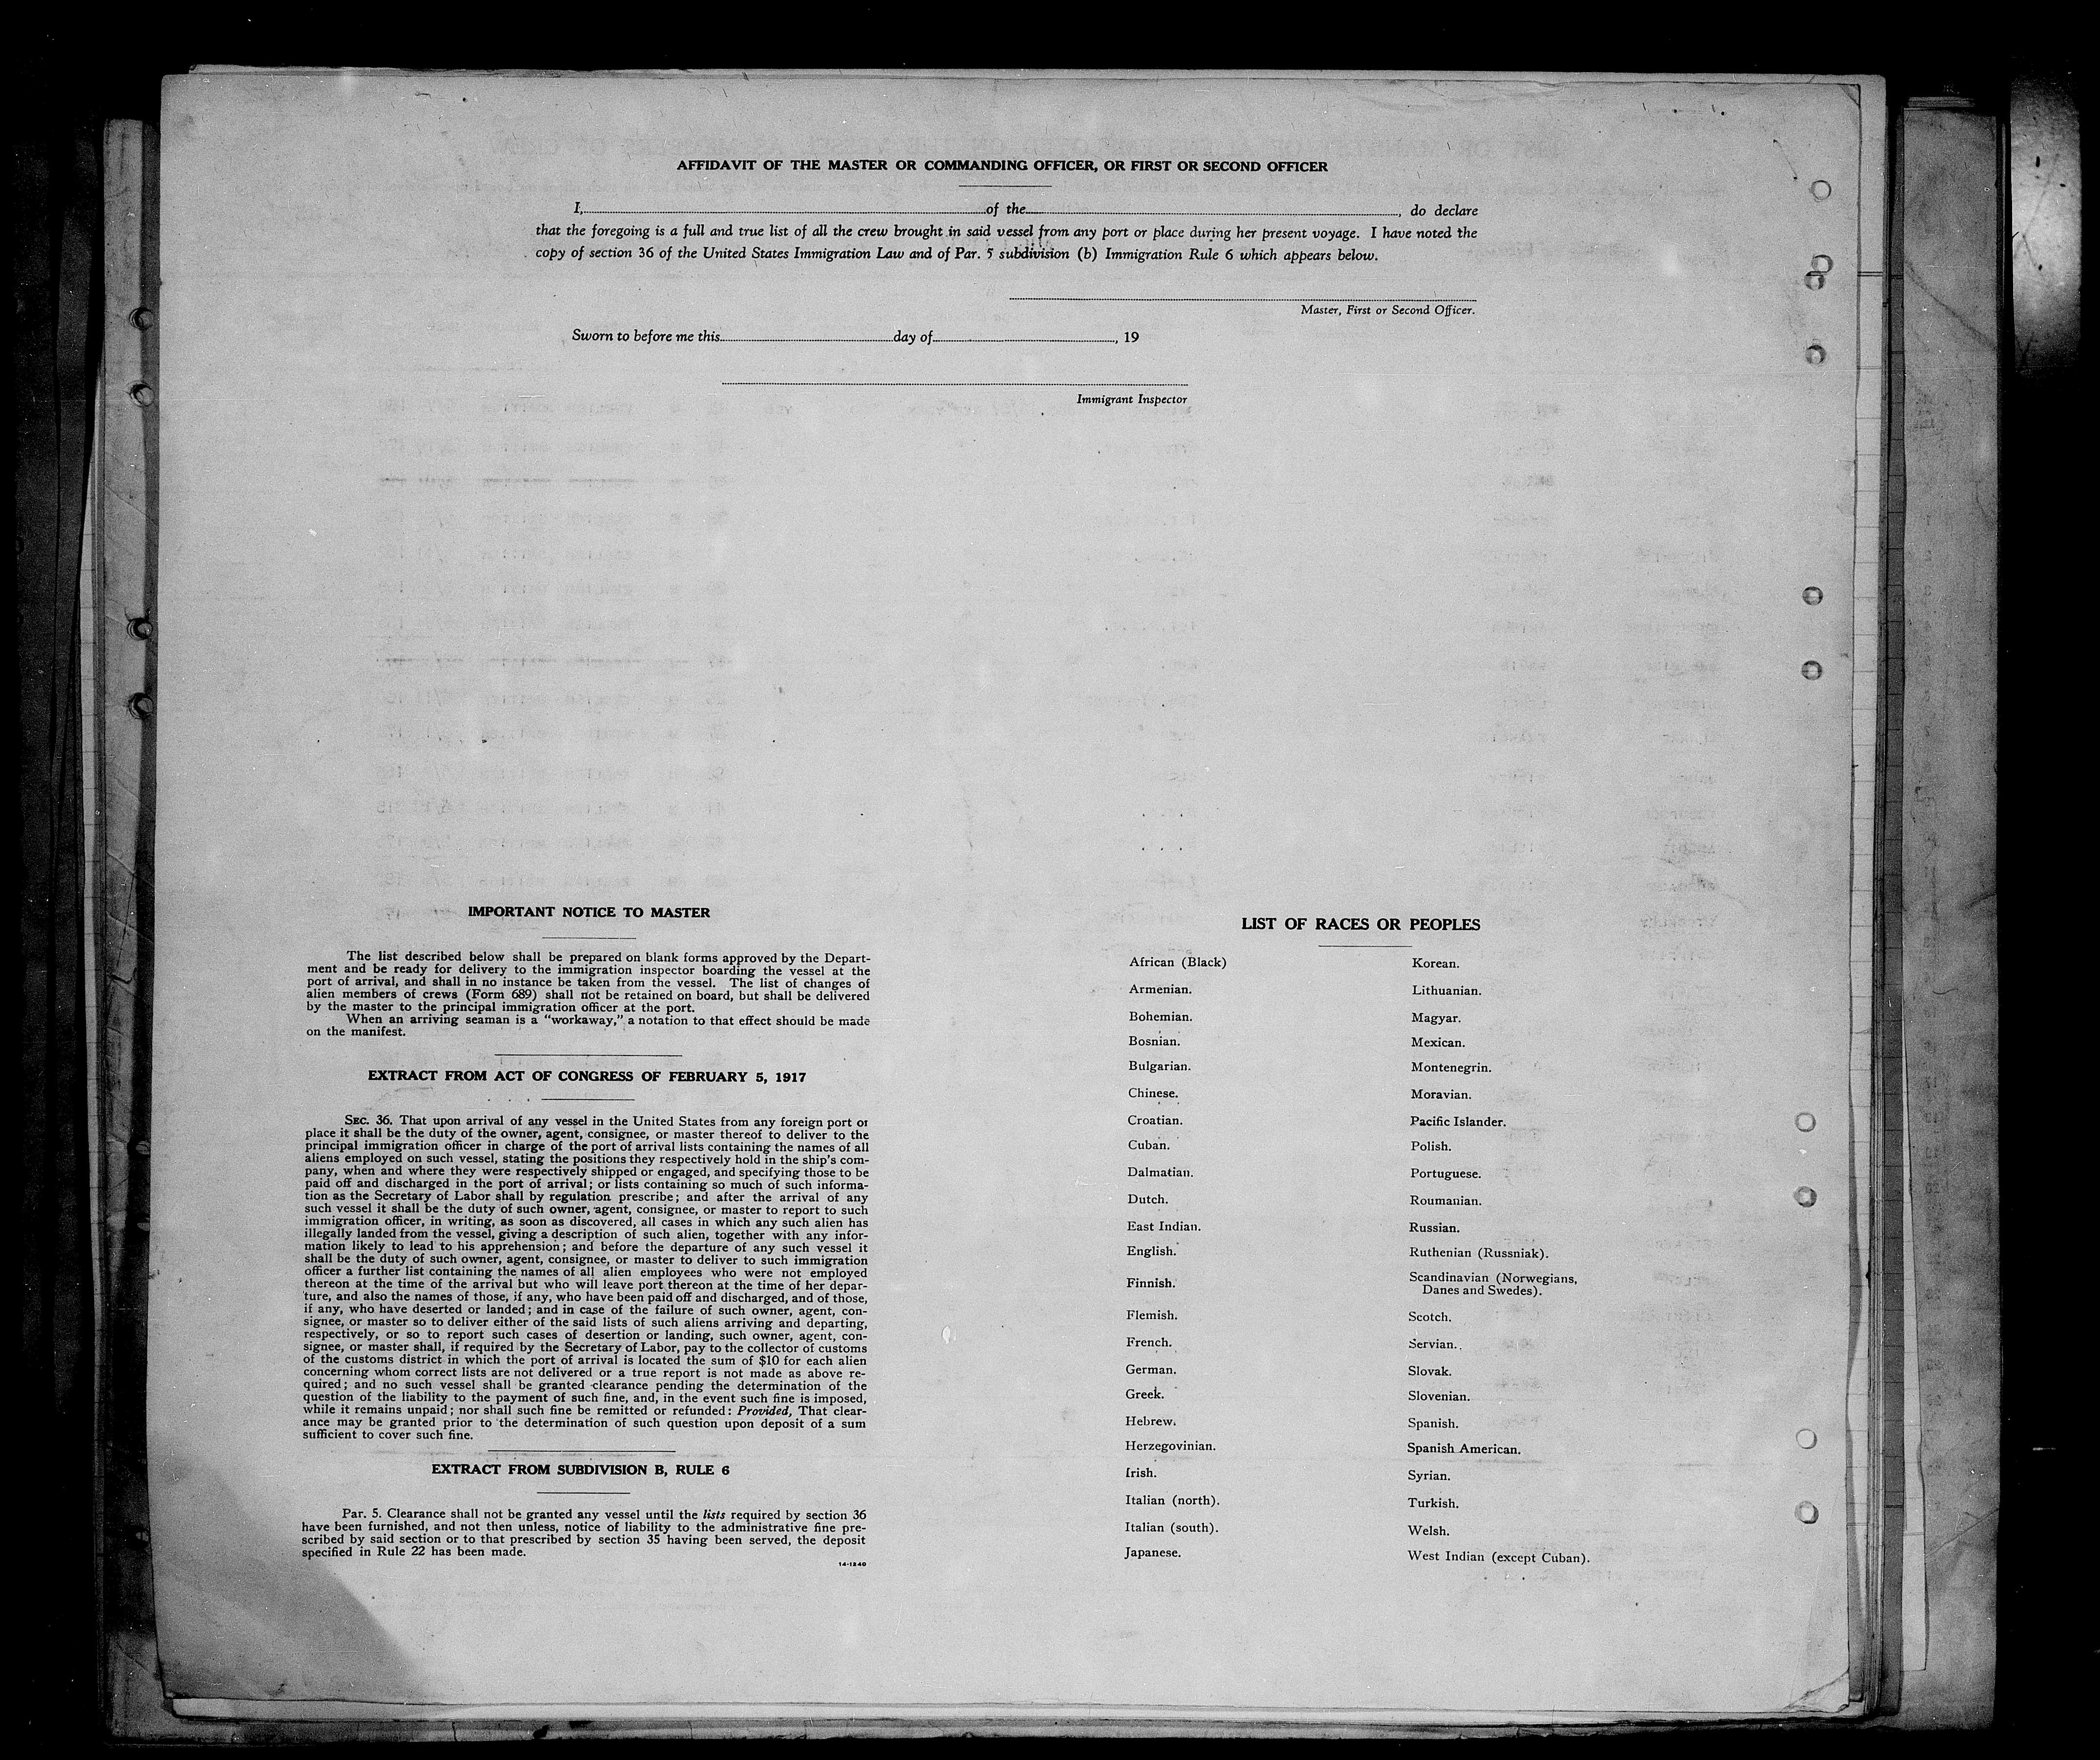 AFFIDAVIT OF THE MASTER OR COMMANDING OFFICER, OR FIRST OR SECOND OFFICER
I, of the , do declare
that the foregoing is a full and true list of all the crew brought in said vessel from any port or place during her present voyage. I have noted the
copy of section 36 of the United States Immigration Law and of Par. 5 subdivision (b) Immigration Rule 6 which appears below.
Master, First or Second Officer.
Sworn to before me this day of , 19
Immigrant Inspector
IMPORTANT NOTICE TO MASTER
The list described below shall be prepared on blank forms approved by the Depart-
ment and be ready for delivery to the immigration inspector boarding the vessel at the
port of arrival, and shall in no instance be taken from the vessel. The list of changes of
alien members of crews (Form 689) shall not be retained on board, but shall be delivered
by the master to the principal immigration officer at the port.
When an arriving seaman is a "workaway," a notation to that effect should be made
on the manifest.
EXTRACT FROM ACT OF CONGRESS OF FEBRUARY 5, 1917
SEC. 36. That upon arrival of any vessel in the United States from any foreign port or
place it shall be the duty of the owner, agent, consignee, or master thereof to deliver to the
principal immigration officer in charge of the port of arrival lists containing the names of all
aliens employed on such vessel, stating the positions they respectively hold in the ship's com-
pany, when and where they were respectively shipped or engaged, and specifying those to be
paid off and discharged in the port of arrival; or lists containing so much of such informa-
tion as the Secretary of Labor shall by regulation prescribe; and after the arrival of any
such vessel it shall be the duty of such owner, agent, consignee, or master to report to such
immigration officer, in writing, as soon as discovered, all cases in which any such alien has
illegally landed from the vessel, giving a description of such alien, together with any infor-
mation likely to lead to his apprehension; and before the departure of any such vessel it
shall be the duty of such owner, agent, consignee, or master to deliver to such immigration
officer a further list containing the names of all alien employees who were not employed
thereon at the time of the arrival but who will leave port thereon at the time of her depar-
ture, and also the names of those, if any, who have been paid off and discharged, and of those,
if any, who have deserted or landed; and in case of the failure of such owner, agent, con-
signee, or master so to deliver either of the said lists of such aliens arriving and departing,
respectively, or so to report such cases of desertion or landing, such owner, agent, con-
signee, or master shall, if required by the Secretary of Labor, pay to the collector of customs
of the customs district in which the port of arrival is located the sum of $10 for each alien
concerning whom correct lists are not delivered or a true report is not made as above re-
quired; and no such vessel shall be granted clearance pending the determination of the
question of the liability to the payment of such fine, and, in the event such fine is imposed,
while it remains unpaid; nor shall such fine be remitted or refunded: Provided, That clear-
ance may be granted prior to the determination of such question upon deposit of a sum
sufficient to cover such fine.
EXTRACT FROM SUBDIVISION B, RULE 6
Par. 5. Clearance shall not be granted any vessel until the lists required by section 36
have been furnished, and not then unless, notice of liability to the administrative fine pre-
scribed by said section or to that prescribed by section 35 having been served, the deposit
specified in Rule 22 has been made.
14-1240
LIST OF RACES OR PEOPLES
African (Black)
Armenian.
Bohemian.
Bosnian.
Bulgarian.
Chinese.
Croatian.
Cuban.
Dalmatian.
Dutch.
East Indian.
English.
Finnish.
Flemish.
French.
German.
Greek.
Hebrew.
Herzegovinian.
Irish.
Italian (north).
Italian (south).
Japanese.
Korean.
Lithuanian.
Magyar.
Mexican.
Montenegrin.
Moravian.
Pacific Islander.
Polish.
Portuguese.
Roumanian.
Russian.
Ruthenian (Russniak).
Scandinavian (Norwegians,
Danes and Swedes).
Scotch.
Servian.
Slovak.
Slovenian.
Spanish.
Spanish American.
Syrian.
Turkish.
Welsh.
West Indian (except Cuban).